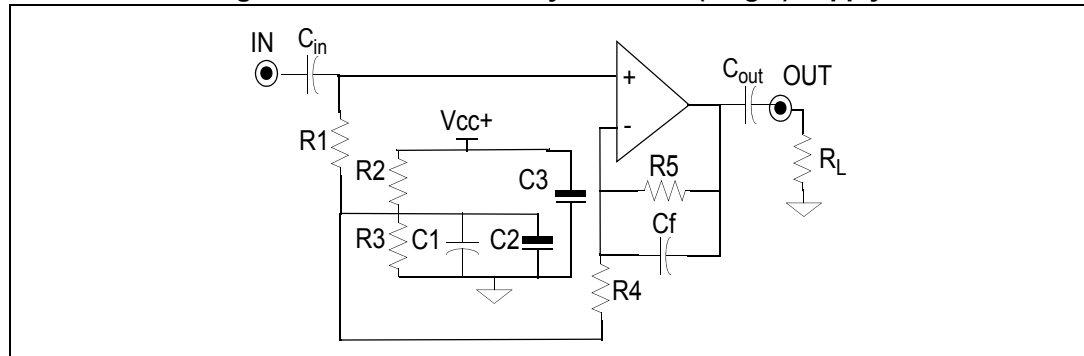 IN
Cin
R1
Vcc+
R2
R3
C1
C2
C3
+
-
R5
Cf
R4
Cout
OUT
RL